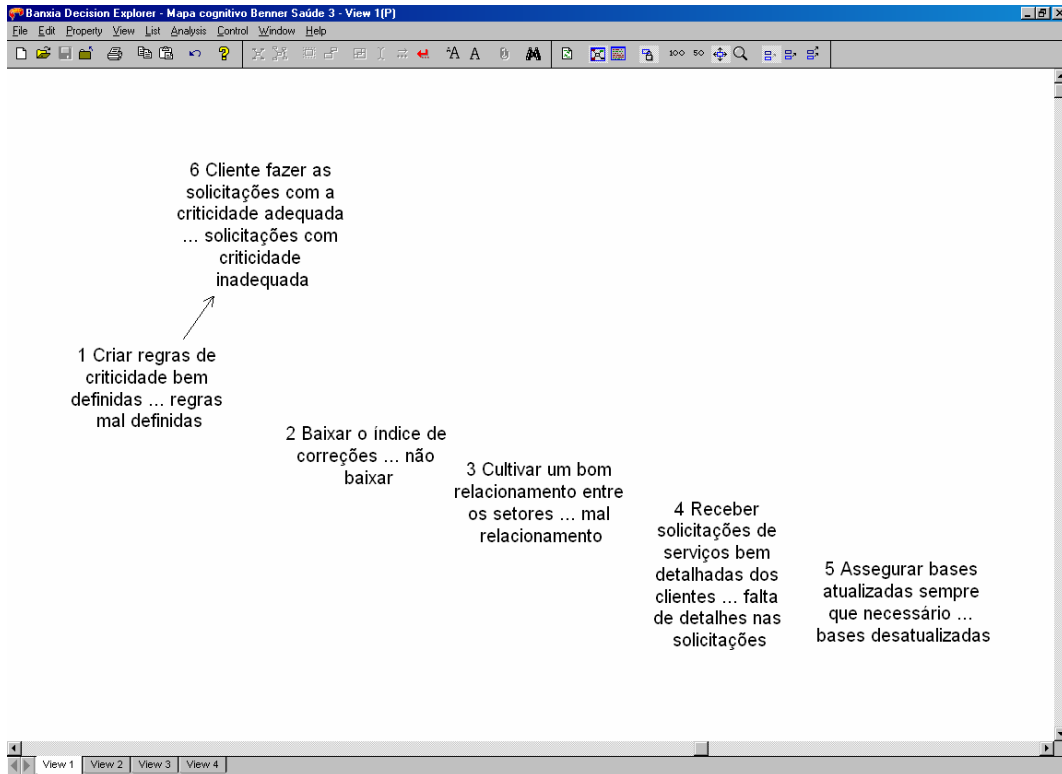 Banxia Decision Explorer - Mapa cognitivo Benner Saúde 3 - View 1(P)
File Edit Property View List Analysis Control Window Help
100 50
6 Cliente fazer as
solicitações com a
criticidade adequada
... solicitações com
criticidade
inadequada
1 Criar regras de
criticidade bem
definidas ... regras
mal definidas
2 Baixar o índice de
correções ... não
baixar
3 Cultivar um bom
relacionamento entre
os setores ... mal
relacionamento
4 Receber
solicitações de
serviços bem
detalhadas dos
clientes ... falta
de detalhes nas
solicitações
5 Assegurar bases
atualizadas sempre
que necessário ...
bases desatualizadas
View 1 View 2 View 3 View 4